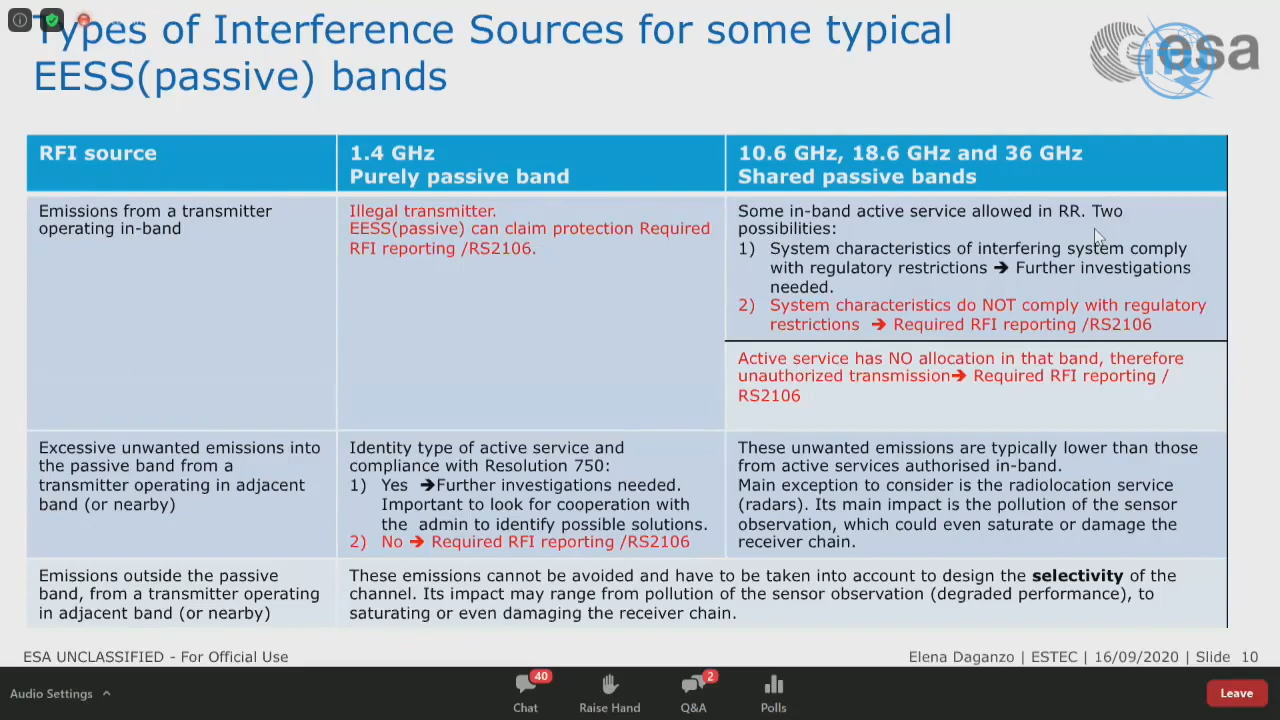 Types of Interference Sources for some typical
EESS(passive) bands
esa
ITU
RFI source
1.4 GHz
Purely passive band
10.6 GHz, 18.6 GHz and 36 GHz
Shared passive bands
Emissions from a transmitter
operating in-band
Illegal transmitter.
EESS(passive) can claim protection Required
RFI reporting /RS2106.
Some in-band active service allowed in RR. Two
possibilities:
1) System characteristics of interfering system comply
with regulatory restrictions ➔ Further investigations
needed.
2) System characteristics do NOT comply with regulatory
restrictions ➔ Required RFI reporting /RS2106
Active service has NO allocation in that band, therefore
unauthorized transmission➔ Required RFI reporting /
RS2106
Excessive unwanted emissions into
the passive band from a
transmitter operating in adjacent
band (or nearby)
Identity type of active service and
compliance with Resolution 750:
1) Yes ➔Further investigations needed.
Important to look for cooperation with
the admin to identify possible solutions.
2) No ➔ Required RFI reporting /RS2106
These unwanted emissions are typically lower than those
from active services authorised in-band.
Main exception to consider is the radiolocation service
(radars). Its main impact is the pollution of the sensor
observation, which could even saturate or damage the
receiver chain.
Emissions outside the passive
band, from a transmitter operating
in adjacent band (or nearby)
These emissions cannot be avoided and have to be taken into account to design the selectivity of the
channel. Its impact may range from pollution of the sensor observation (degraded performance), to
saturating or even damaging the receiver chain.
ESA UNCLASSIFIED - For Official Use
Elena Daganzo | ESTEC | 16/09/2020 | Slide 10
Audio Settings
40
Chat
Raise Hand
2
Q&A
Polls
Leave